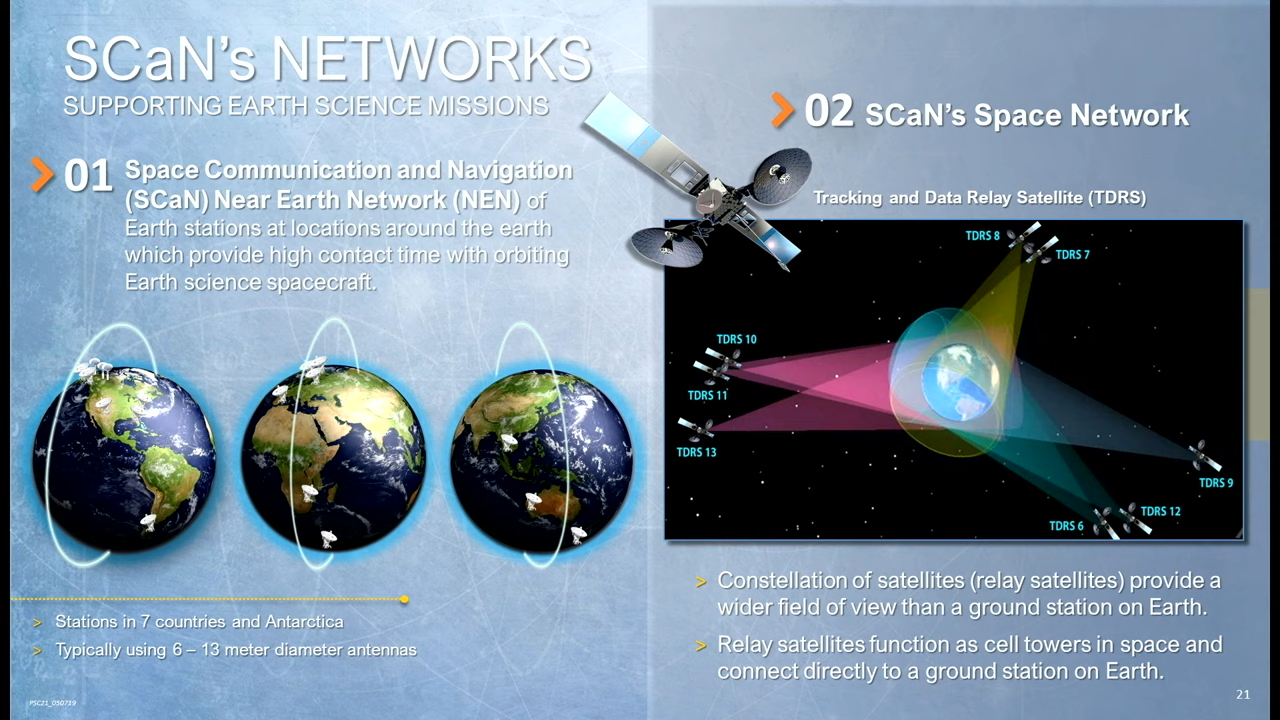 SCaN’s NETWORKS
SUPPORTING EARTH SCIENCE MISSIONS
01
Space Communication and Navigation
(SCaN) Near Earth Network (NEN) of
Earth stations at locations around the earth
which provide high contact time with orbiting
Earth science spacecraft.
> Stations in 7 countries and Antarctica
> Typically using 6 – 13 meter diameter antennas
PSC21_050719
02 SCaN’s Space Network
Tracking and Data Relay Satellite (TDRS)
TDRS 8
TDRS 7
TDRS 10
TDRS 11
TDRS 13
TDRS 9
TDRS 12
TDRS 6
> Constellation of satellites (relay satellites) provide a
wider field of view than a ground station on Earth.
> Relay satellites function as cell towers in space and
connect directly to a ground station on Earth.
21